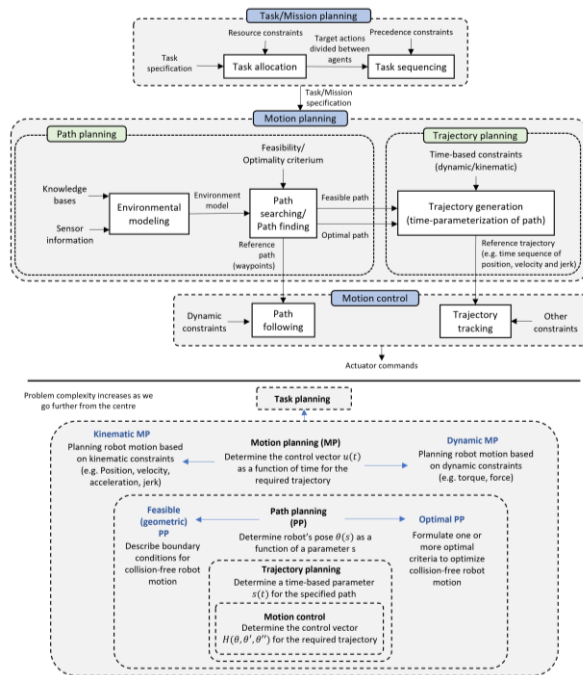 Task/Mission planning
Resource constraints
Target actions
divided between
agents
Precedence constraints
Task
specification
Task allocation
Task sequencing
Task/Mission
specification
Motion planning
Path planning
Trajectory planning
Feasibility/
Optimality criterium
Time-based constraints
(dynamic/kinematic)
Knowledge
bases
Sensor
information
Environmental
modeling
Environment
model
Path
searching/
Path finding
Feasible path
Optimal path
Trajectory generation
(time-parameterization of path)
Reference
path
(waypoints)
Reference trajectory
(e.g. time sequence of
position, velocity and jerk)
Motion control
Dynamic
constraints
Path
following
Trajectory
tracking
Other
constraints
Actuator commands
Problem complexity increases as we
go further from the centre
Task planning
Kinematic MP
Planning robot motion based
on kinematic constraints
(e.g. Position, velocity,
acceleration, jerk)
Motion planning (MP)
Determine the control vector u(t)
as a function of time for the
required trajectory
Dynamic MP
Planning robot motion based
on dynamic constraints
(e.g. torque, force)
Feasible
(geometric)
PP
Describe boundary
conditions for
collision-free robot
motion
Path planning
(PP)
Determine robot's pose θ(s) as a
function of a parameter s
Optimal PP
Formulate one or
more optimal
criteria to optimize
collision-free robot
motion
Trajectory planning
Determine a time-based parameter
s(t) for the specified path
Motion control
Determine the control vector
H(θ, θ′, θ′′) for the required trajectory